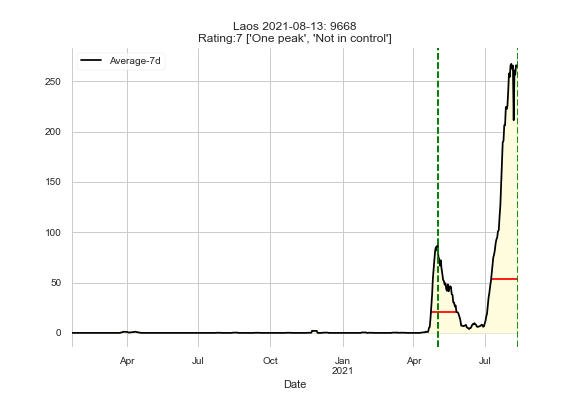 Laos 2021-08-13: 9668
Rating:7 ['One peak', 'Not in control']
Average-7d
250
200
150
100
50
0
Apr
Jul
Oct
Jan
2021
Apr
Jul
Date